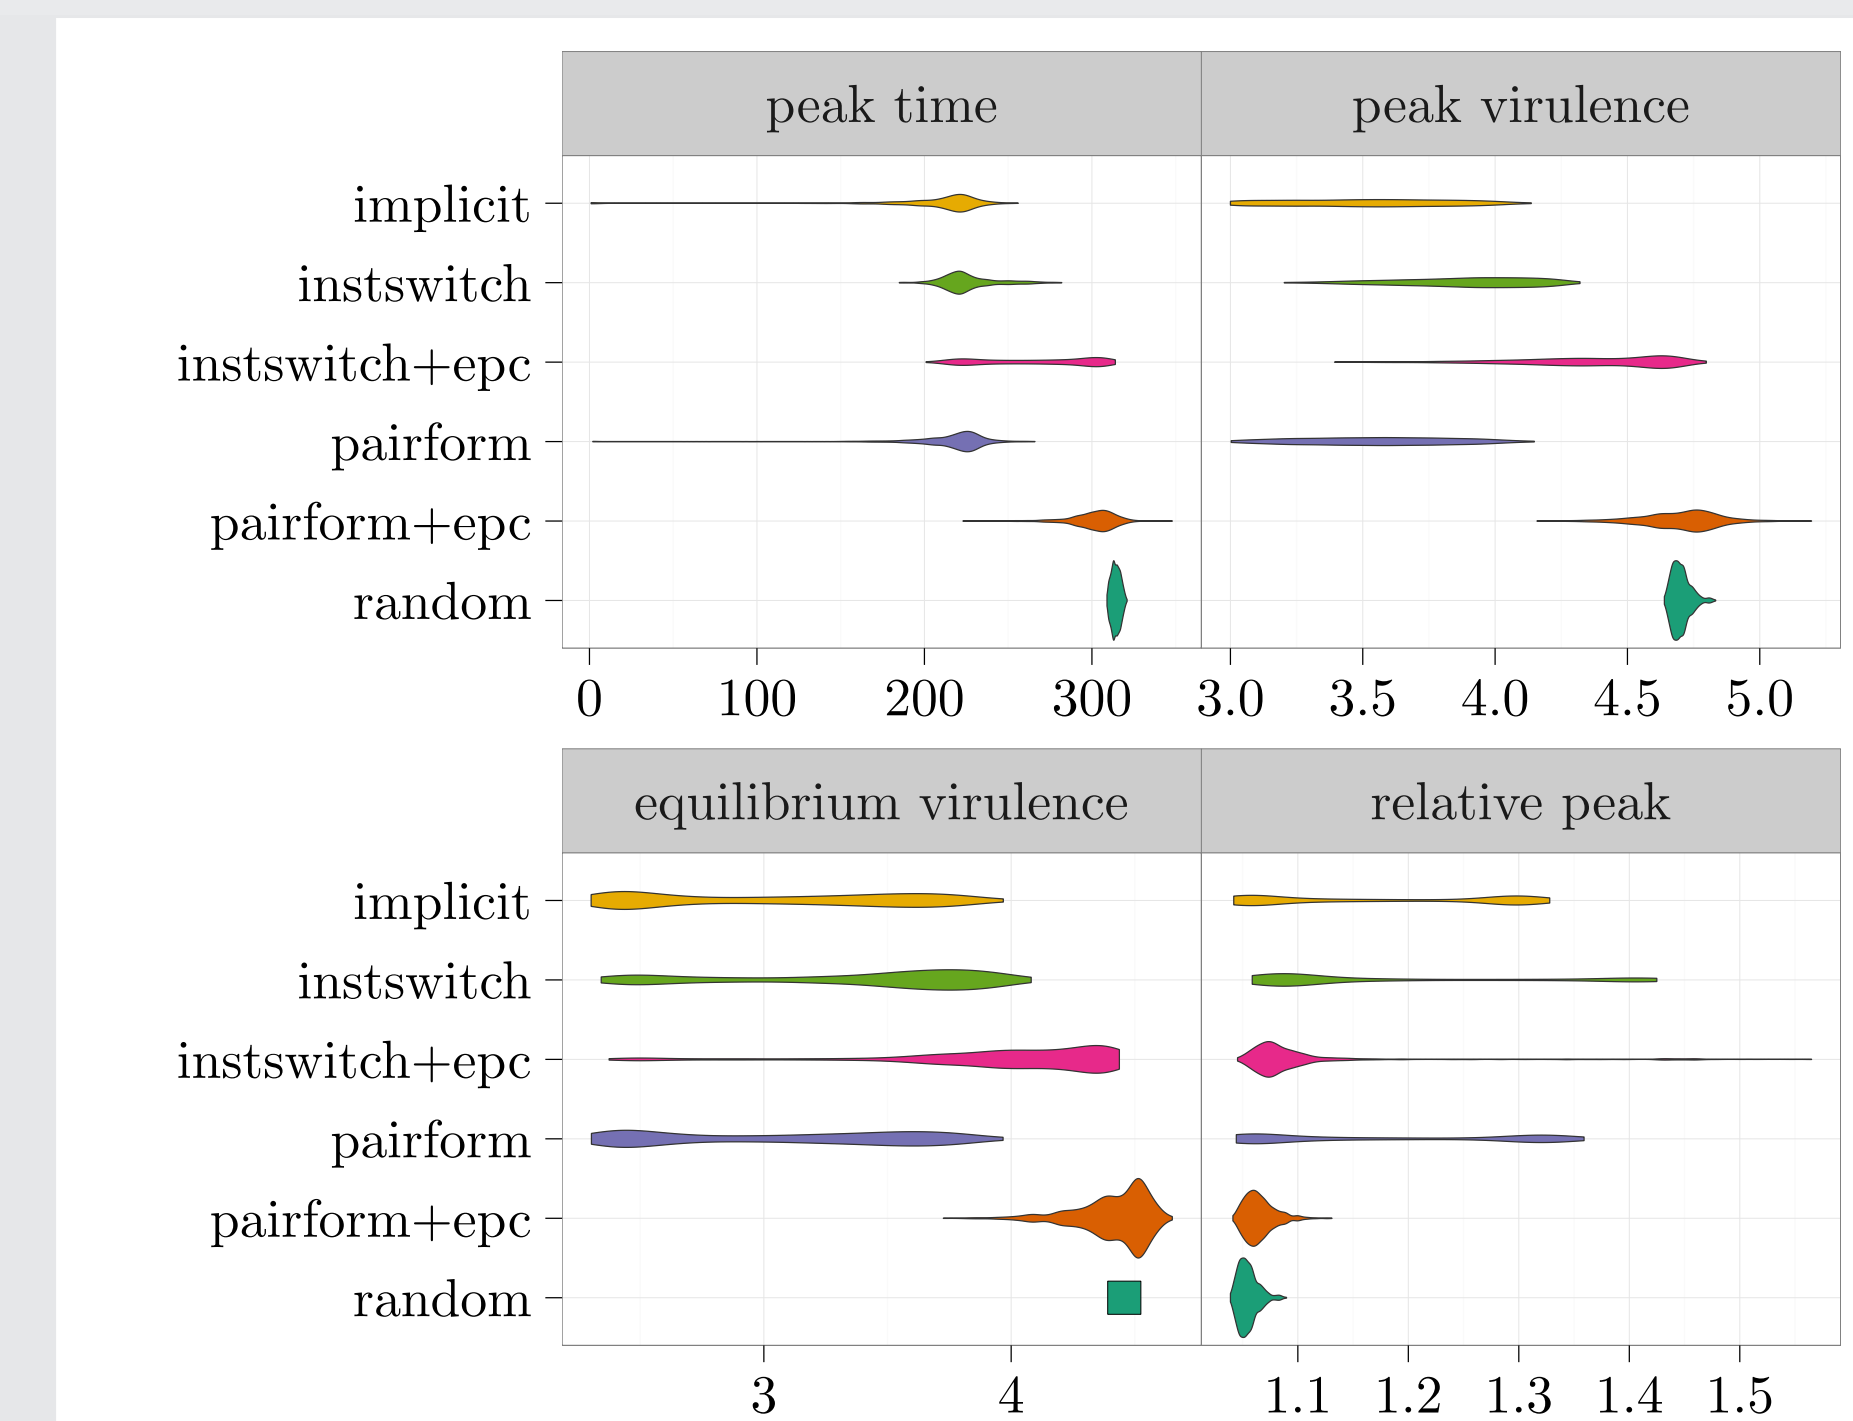 peak time peak virulence
implicit
instswitch
instswitch+epc
pairform
pairform+epc
random
0 100 200 300 3.0 3.5 4.0 4.5 5.0
equilibrium virulence relative peak
implicit
instswitch
instswitch+epc
pairform
pairform+epc
random
3 4 1.1 1.2 1.3 1.4 1.5